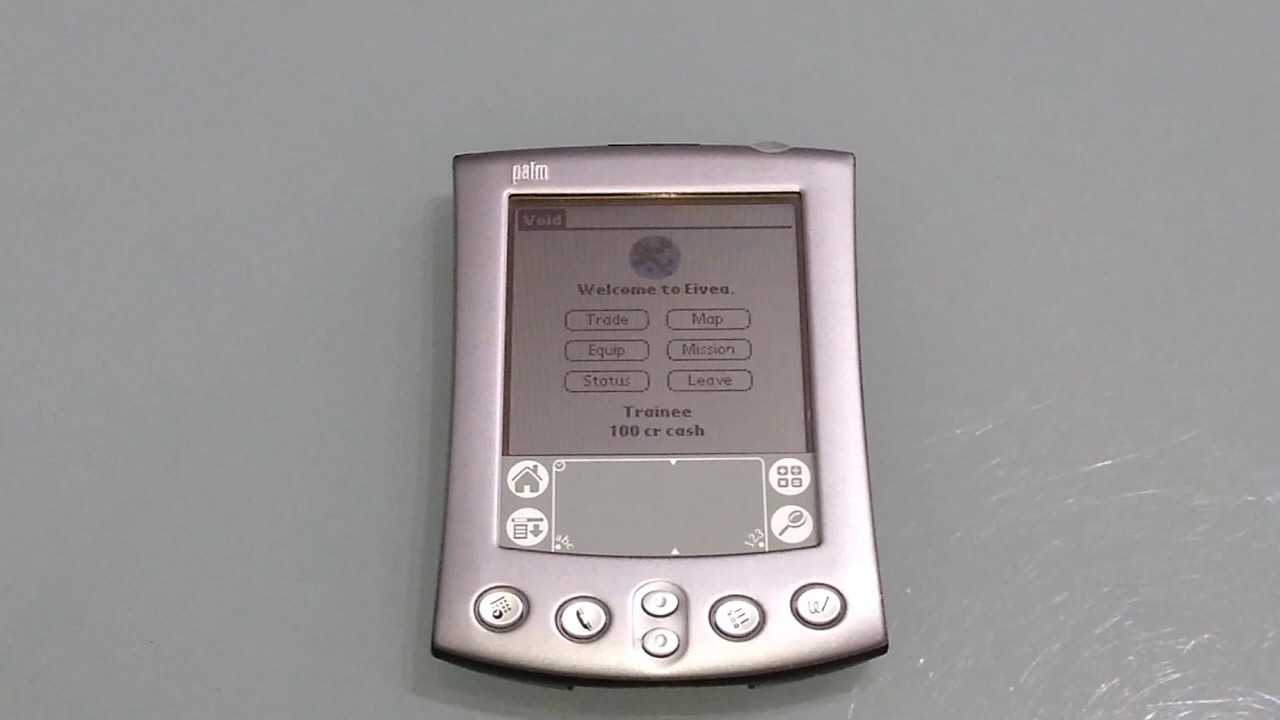 palm
Void
Welcome to Eivea.
Trade Map
Equip Mission
Status Leave
Trainee
100 cr cash
abc 123